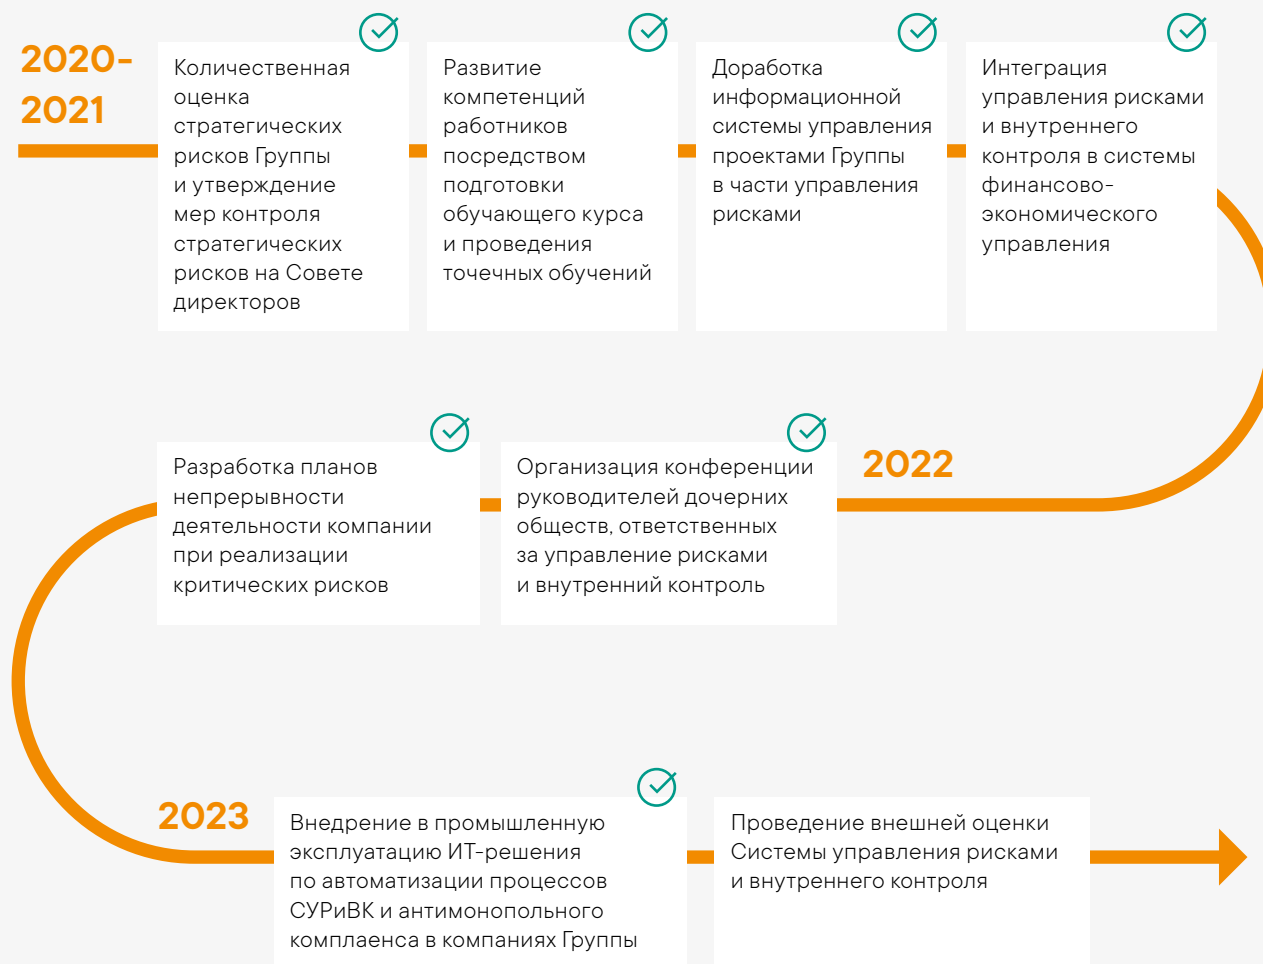 2020-
2021
Количественная
оценка
стратегических
рисков Группы
и утверждение
мер контроля
стратегических
рисков на Совете
директоров
Развитие
компетенций
работников
посредством
подготовки
обучающего курса
и проведения
точечных обучений
Доработка
информационной
системы управления
проектами Группы
в части управления
рисками
Интеграция
управления рисками
и внутреннего
контроля в системы
финансово-
экономического
управления
2022
Организация конференции
руководителей дочерних
обществ, ответственных
за управление рисками
и внутренний контроль
Разработка планов
непрерывности
деятельности компании
при реализации
критических рисков
2023
Внедрение в промышленную
эксплуатацию ИТ-решения
по автоматизации процессов
СУРиВК и антимонопольного
комплаенса в компаниях Группы
Проведение внешней оценки
Системы управления рисками
и внутреннего контроля